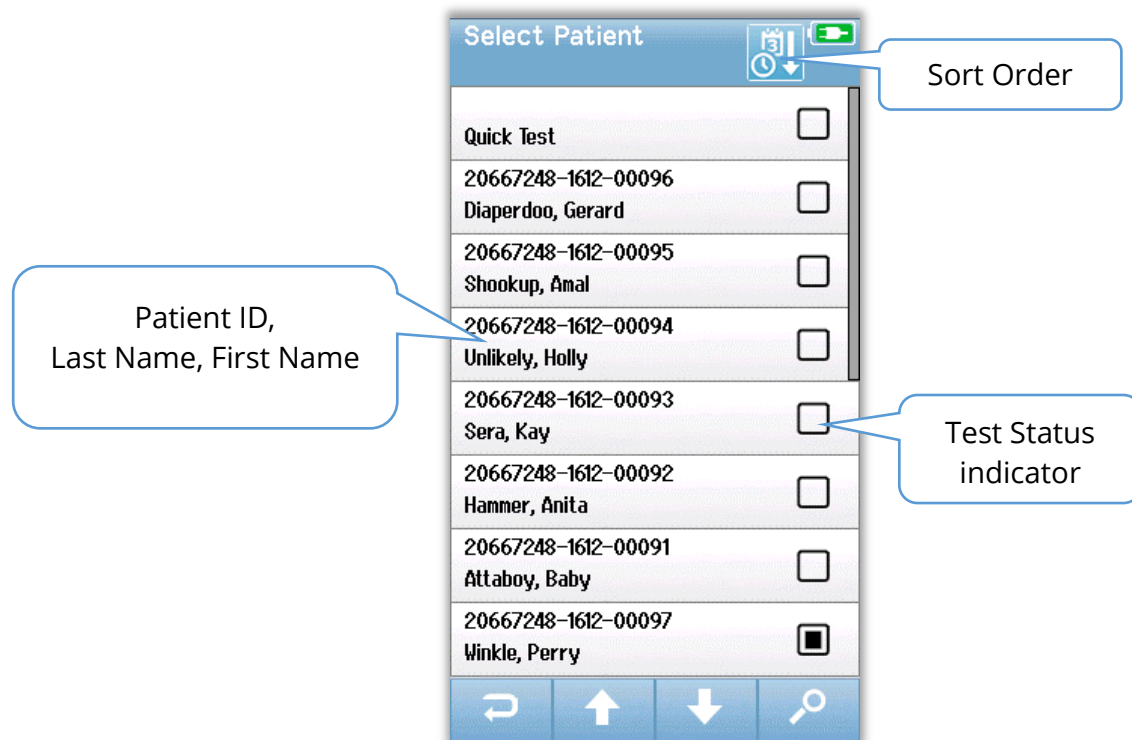 Select Patient
3
Sort Order
Quick Test
20667248-1612-00096
Diaperdoo, Gerard
20667248-1612-00095
Shookup, Amal
Patient ID,
Last Name, First Name
20667248-1612-00094
Unlikely, Holly
20667248-1612-00093
Sera, Kay
Test Status
indicator
20667248-1612-00092
Hammer, Anita
20667248-1612-00091
Attaboy, Baby
20667248-1612-00097
Winkle, Perry